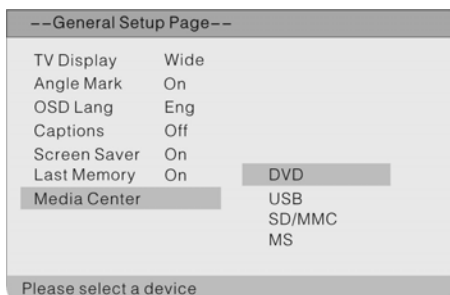 --General Setup Page--
TV Display Wide
Angle Mark On
OSD Lang Eng
Captions Off
Screen Saver On
Last Memory On DVD
Media Center USB
SD/MMC
MS
Please select a device